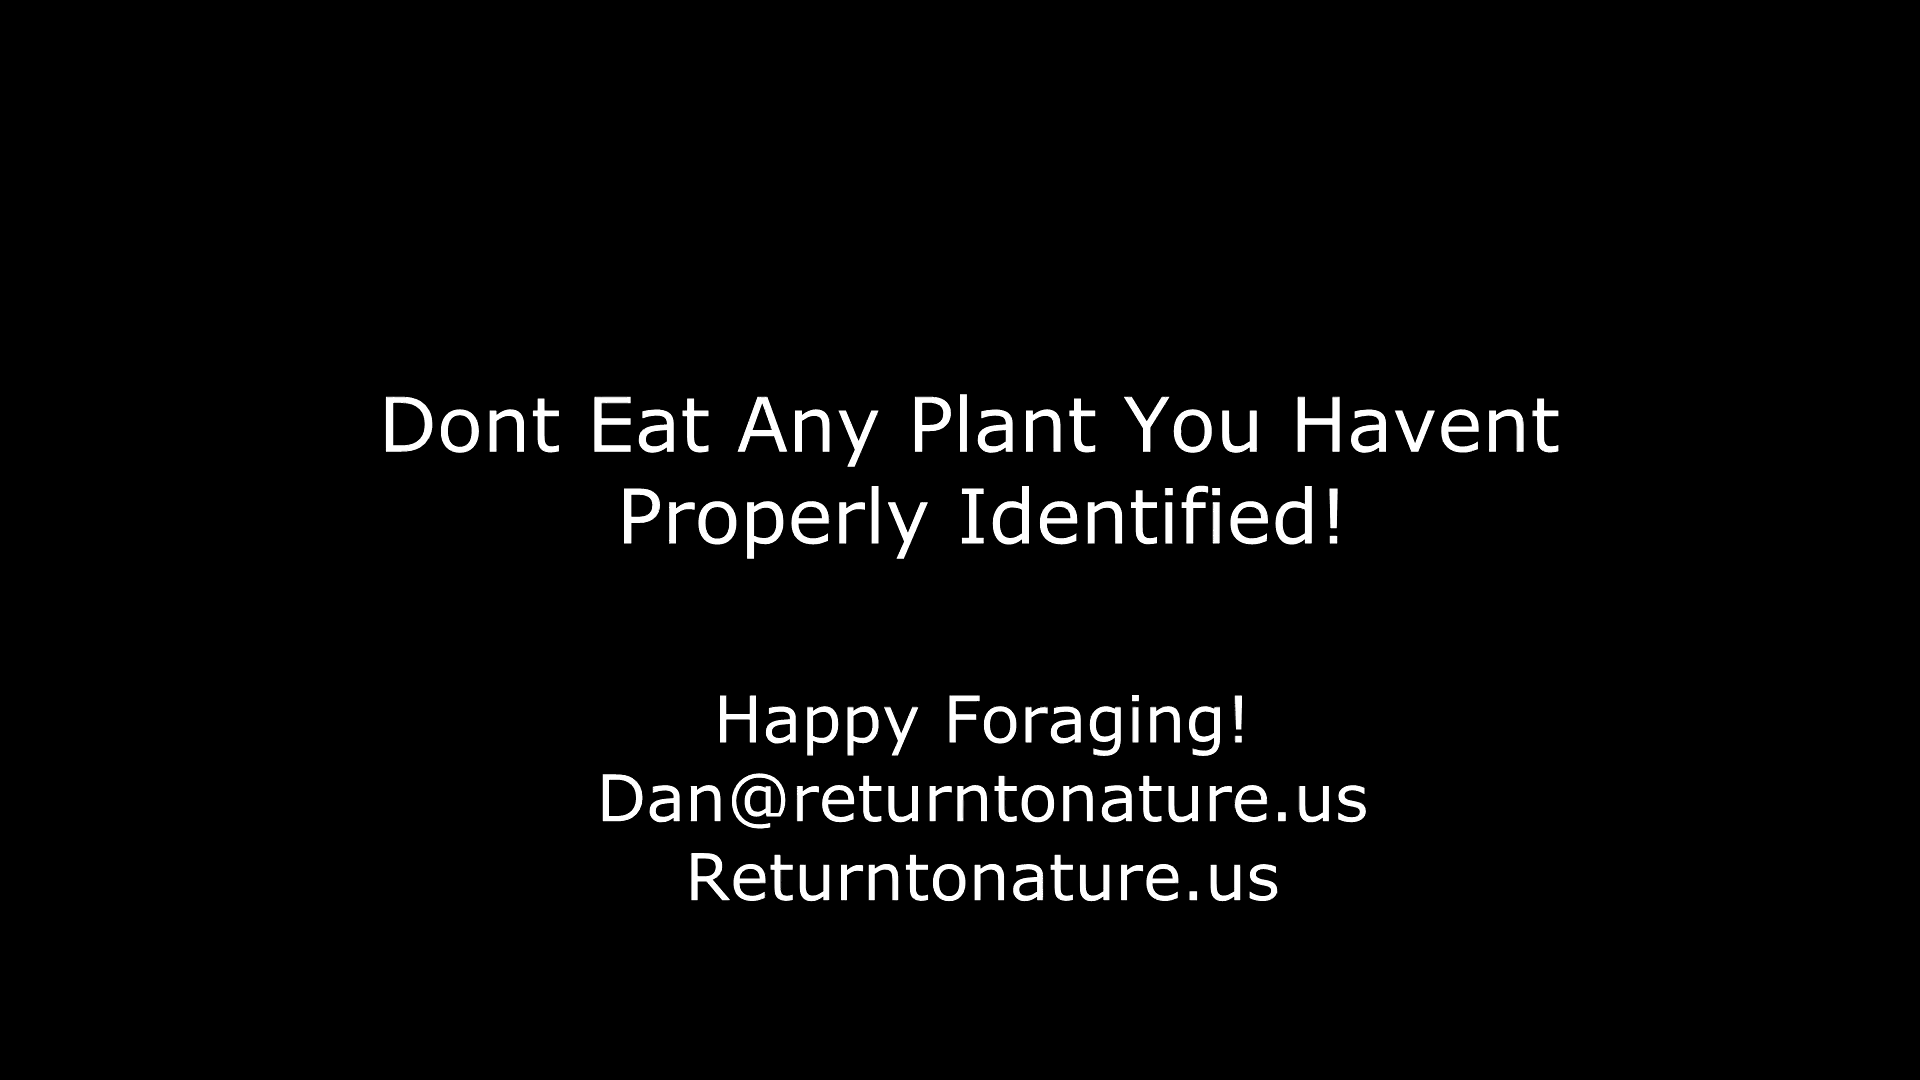 Dont Eat Any Plant You Havent
Properly Identified!
Happy Foraging!
Dan@returntonature.us
Returntonature.us